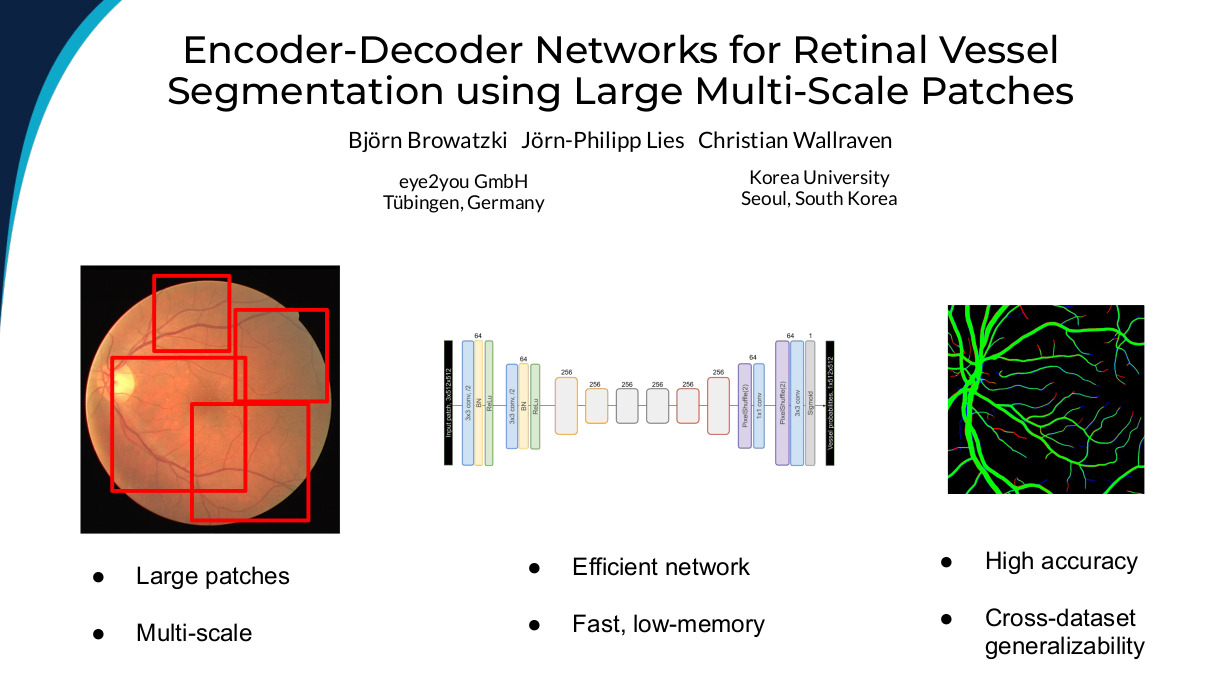 Encoder-Decoder Networks for Retinal Vessel
Segmentation using Large Multi-Scale Patches
Björn Browatzki Jörn-Philipp Lies Christian Wallraven
eye2you GmbH
Tübingen, Germany
Korea University
Seoul, South Korea
Input patch, 3x512x512
64
3x3 conv, /2
BN
ReLu
64
3x3 conv, /2
BN
ReLu
256
256
256
256
256
256
64
PixelShuffle(2)
1x1 conv
64
PixelShuffle(2)
3x3 conv
1
Sigmoid
Vessel probabilities, 1x512x512
● Large patches
● Multi-scale
● Efficient network
● Fast, low-memory
● High accuracy
● Cross-dataset
generalizability